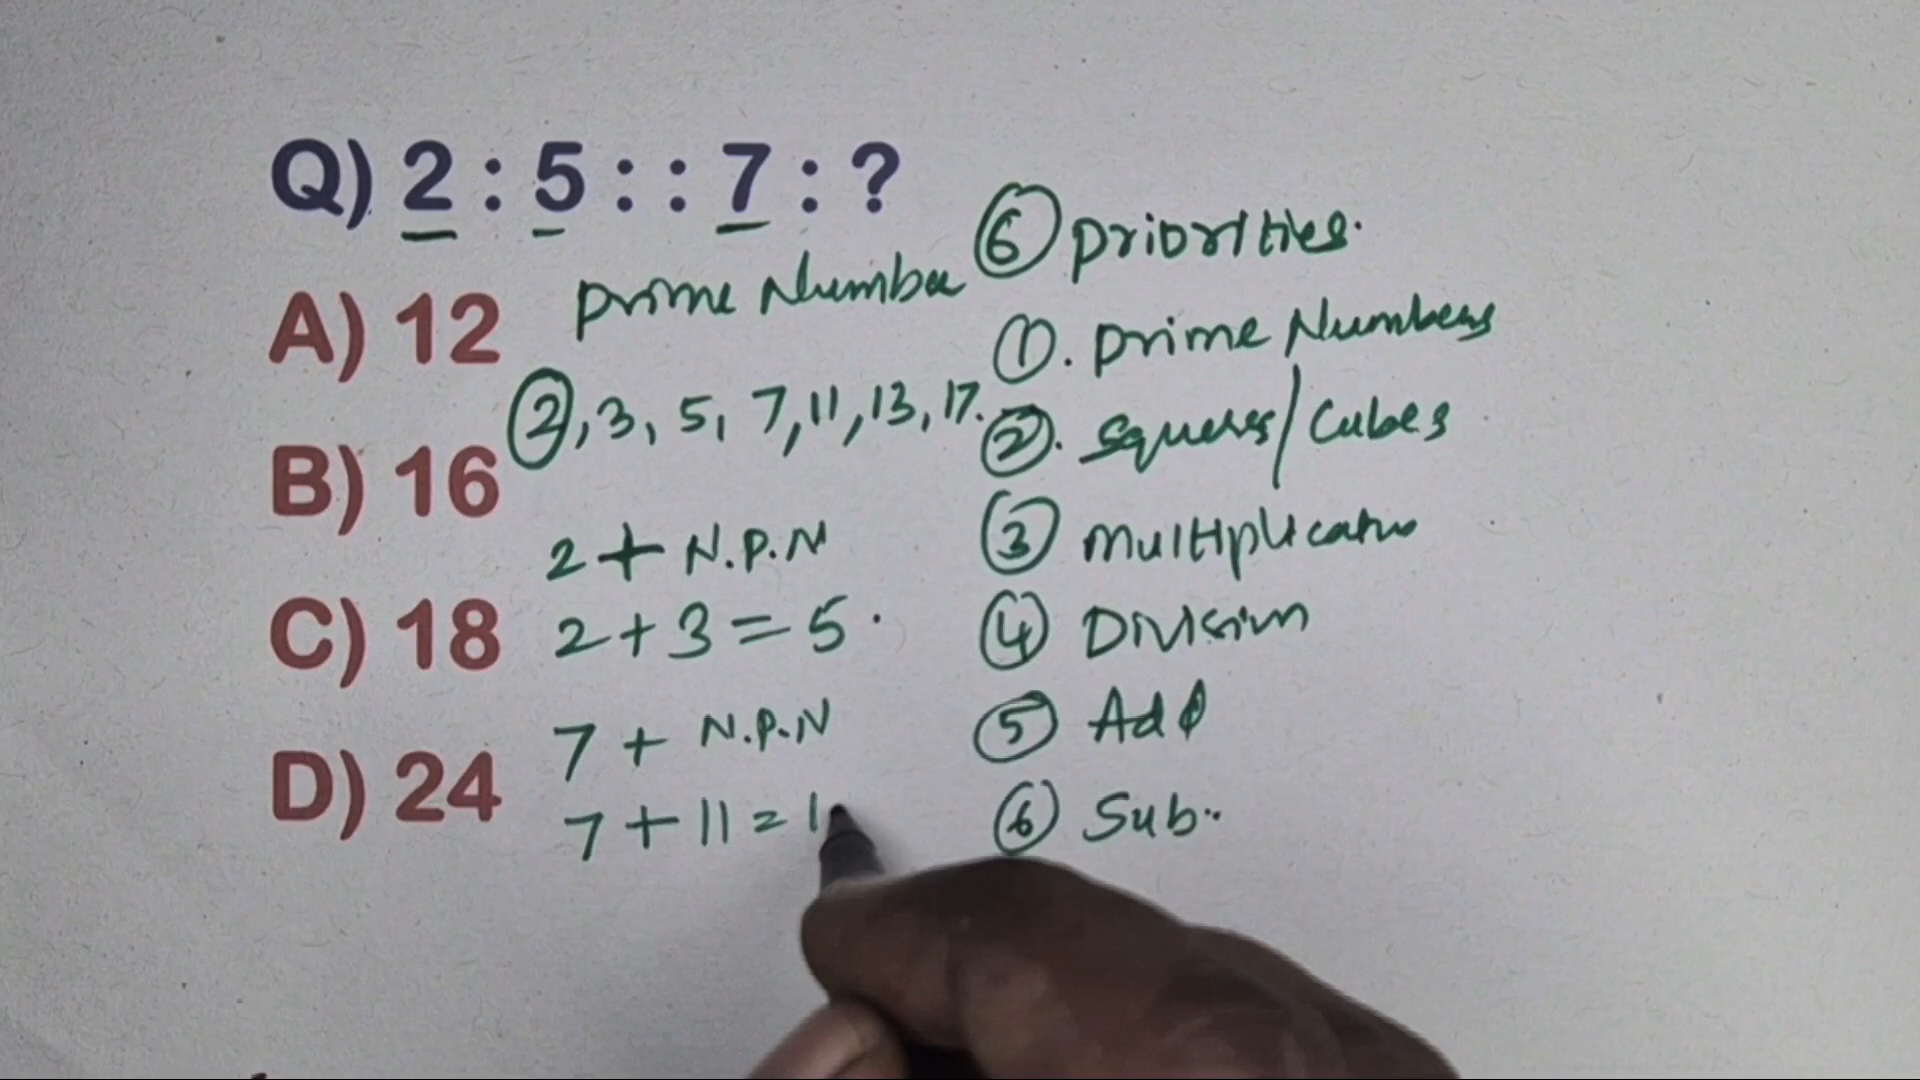 Q) 2 : 5 : : 7 : ?
A) 12
B) 16
C) 18
D) 24
Prime Number
2, 3, 5, 7, 11, 13, 17.
2 + N.P.N
2 + 3 = 5.
7 + N.P.N
7 + 11 = 1
6 Priorities.
1. Prime Numbers
2. Squares/Cubes
3 Multiplication
4 Division
5 Add
6 Sub..